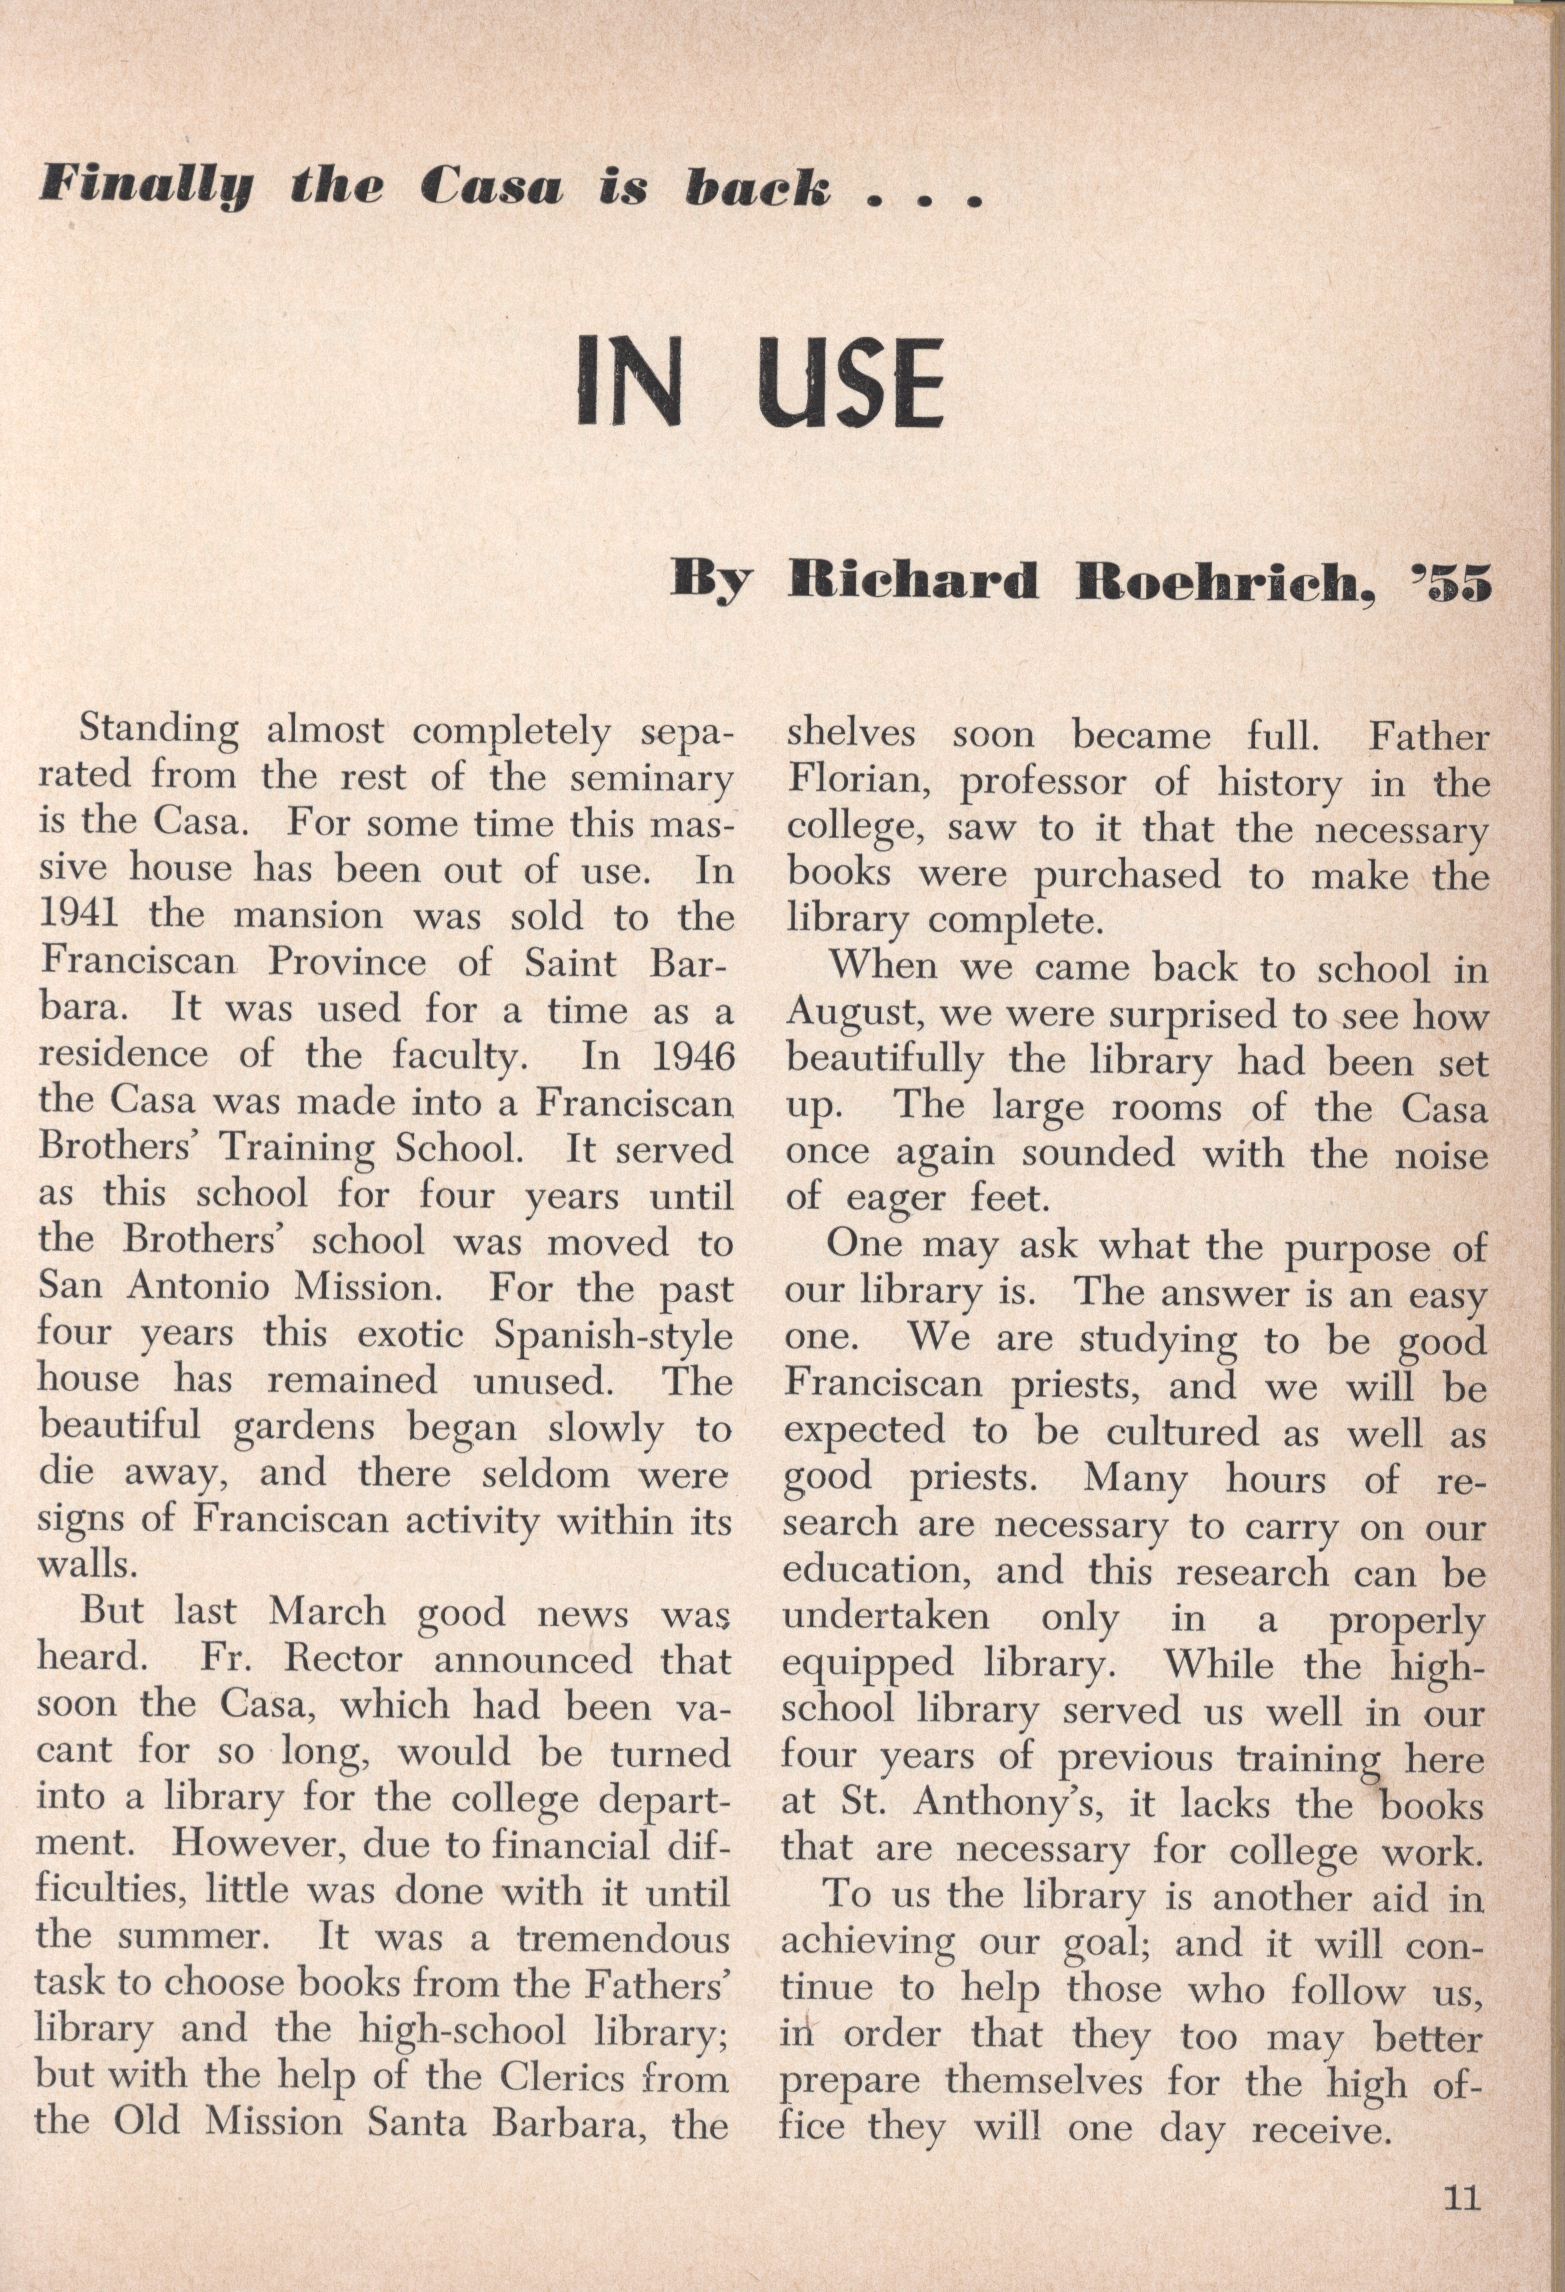 Finally the Casa is back . . .
IN USE
By Richard Roehrich, ’55
Standing almost completely sepa-
rated from the rest of the seminary
is the Casa. For some time this mas-
sive house has been out of use. In
1941 the mansion was sold to the
Franciscan Province of Saint Bar-
bara. It was used for a time as a
residence of the faculty. In 1946
the Casa was made into a Franciscan
Brothers’ Training School. It served
as this school for four years until
the Brothers’ school was moved to
San Antonio Mission. For the past
four years this exotic Spanish-style
house has remained unused. The
beautiful gardens began slowly to
die away, and there seldom were
signs of Franciscan activity within its
walls.
But last March good news was
heard. Fr. Rector announced that
soon the Casa, which had been va-
cant for so long, would be turned
into a library for the college depart-
ment. However, due to financial dif-
ficulties, little was done with it until
the summer. It was a tremendous
task to choose books from the Fathers’
library and the high-school library;
but with the help of the Clerics from
the Old Mission Santa Barbara, the
shelves soon became full. Father
Florian, professor of history in the
college, saw to it that the necessary
books were purchased to make the
library complete.
When we came back to school in
August, we were surprised to see how
beautifully the library had been set
up. The large rooms of the Casa
once again sounded with the noise
of eager feet.
One may ask what the purpose of
our library is. The answer is an easy
one. We are studying to be good
Franciscan priests, and we will be
expected to be cultured as well as
good priests. Many hours of re-
search are necessary to carry on our
education, and this research can be
undertaken only in a properly
equipped library. While the high-
school library served us well in our
four years of previous training here
at St. Anthony’s, it lacks the books
that are necessary for college work.
To us the library is another aid in
achieving our goal; and it will con-
tinue to help those who follow us,
in order that they too may better
prepare themselves for the high of-
fice they will one day receive.
11